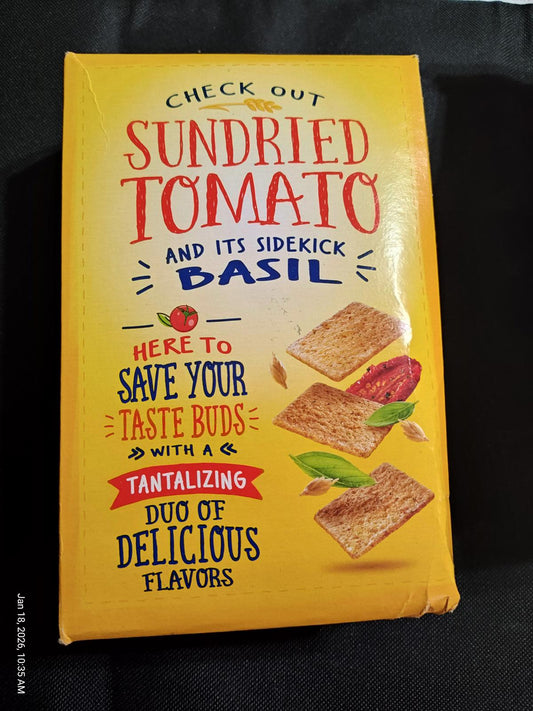 CHECK OUT
SUNDRIED
TOMATO
AND ITS SIDEKICK
BASIL
HERE TO
SAVE YOUR
TASTE BUDS
WITH A
TANTALIZING
DUO OF
DELICIOUS
FLAVORS
Jan 18, 2026, 10:35 AM